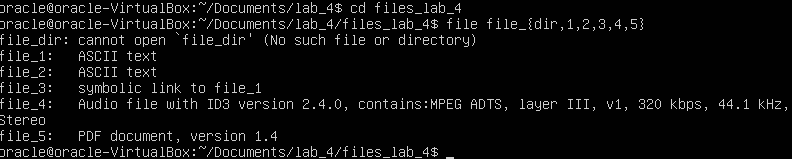 oracle@oracle-VirtualBox:~/Documents/lab_4$ cd files_lab_4
oracle@oracle-VirtualBox:~/Documents/lab_4/files_lab_4$ file file_{dir,1,2,3,4,5}
file_dir: cannot open `file_dir' (No such file or directory)
file_1:   ASCII text
file_2:   ASCII text
file_3:   symbolic link to file_1
file_4:   Audio file with ID3 version 2.4.0, contains:MPEG ADTS, layer III, v1, 320 kbps, 44.1 kHz,
Stereo
file_5:   PDF document, version 1.4
oracle@oracle-VirtualBox:~/Documents/lab_4/files_lab_4$ _